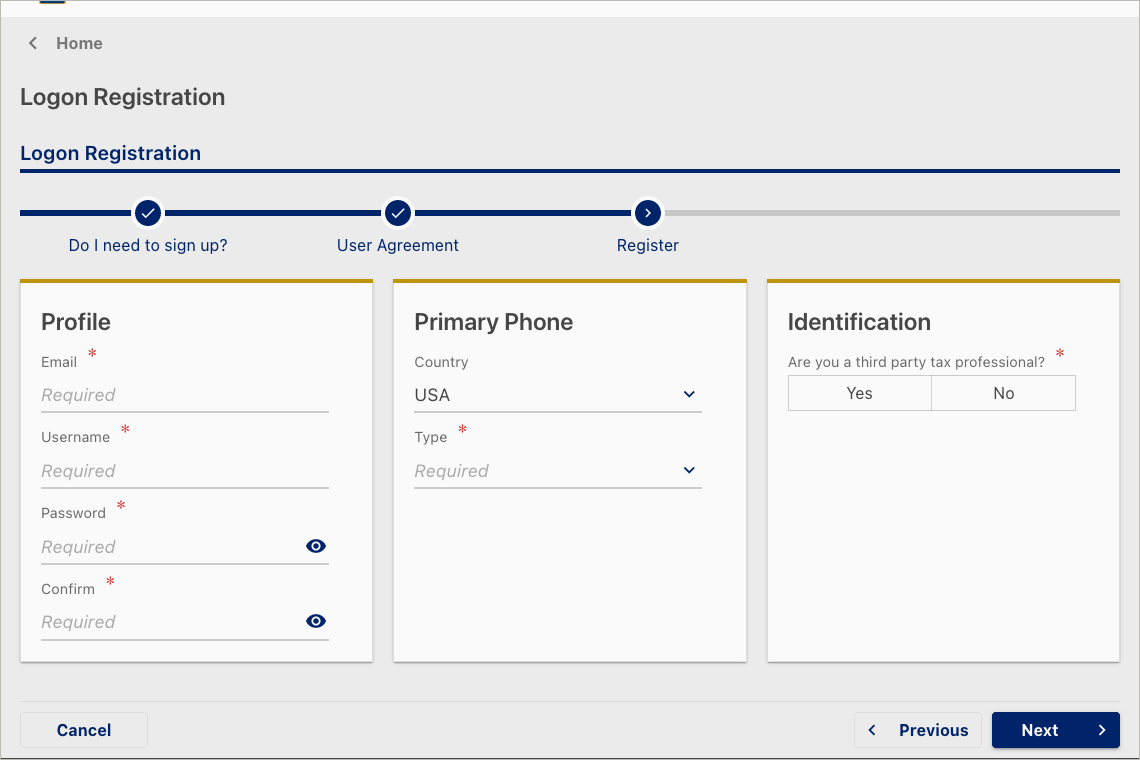 Home
Logon Registration
Logon Registration
Do I need to sign up?
User Agreement
Register
Profile
Email *
Required
Username *
Required
Password *
Required
Confirm *
Required
Primary Phone
Country
USA
Type *
Required
Identification
Are you a third party tax professional? *
Yes
No
Cancel
Previous
Next